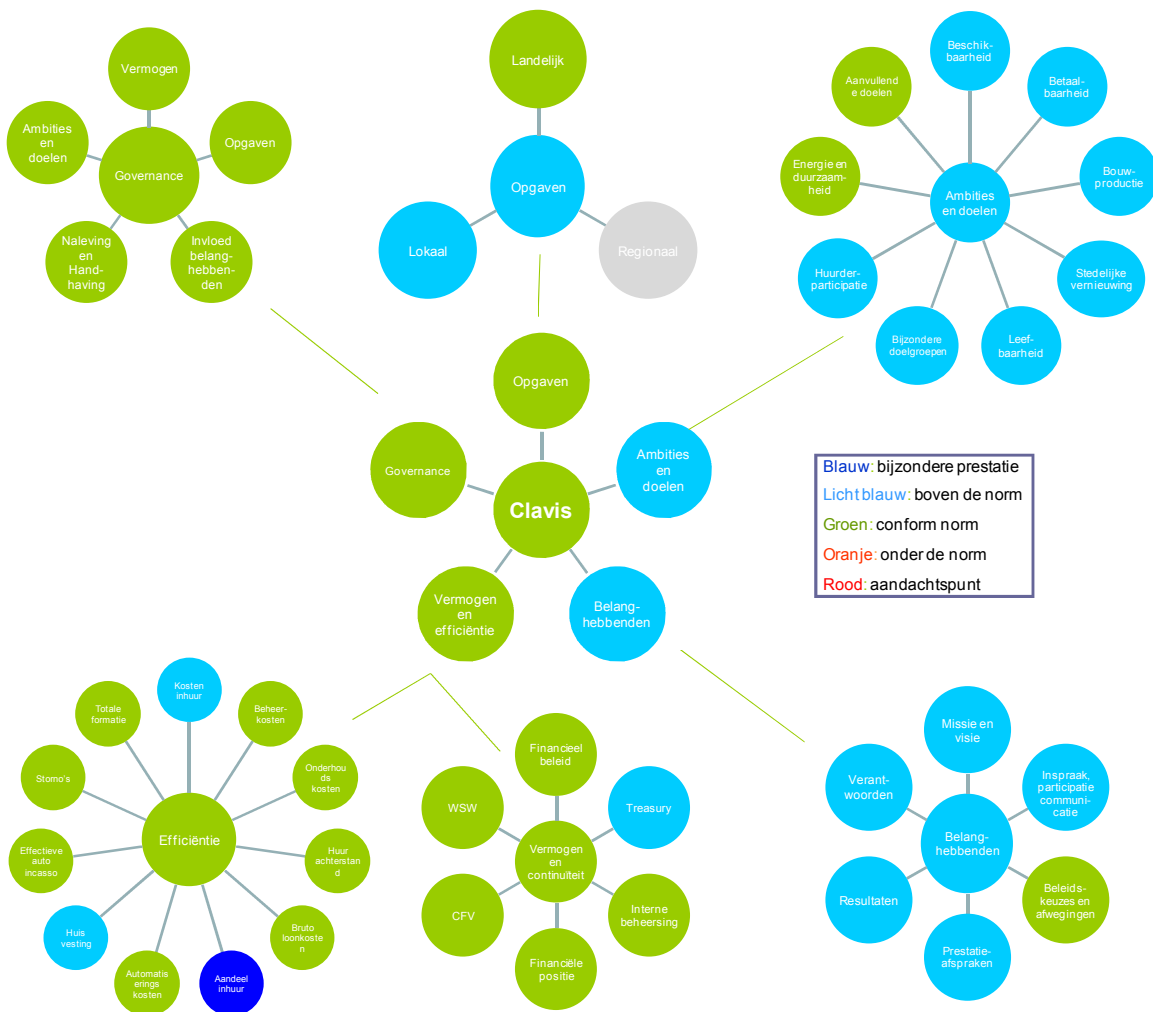 Vermogen
Ambities
en
doelen
Opgaven
Governance
Naleving
en
Hand-
having
Invloed
belang-
hebben-
den
Landelijk
Opgaven
Lokaal
Regionaal
Beschik-
baarheid
Aanvullend
e doelen
Betaal-
baarheid
Energie en
duurzaam-
heid
Bouw-
productie
Ambities
en doelen
Huurder-
participatie
Stedelijke
vernieuwing
Bijzondere
doelgroepen
Leef-
baarheid
Opgaven
Governance
Ambities
en
doelen
Clavis
Vermogen
en
efficiëntie
Belang-
hebbenden
Blauw: bijzondere prestatie
Licht blauw: boven de norm
Groen: conform norm
Oranje: onder de norm
Rood: aandachtspunt
Kosten
inhuur
Totale
formatie
Beheer-
kosten
Storno's
Onderhou
ds
kosten
Efficiëntie
Effectieve
auto
incasso
Huur
achterstan
d
Huis
vesting
Bruto
loonkoste
n
Automatis
erings
kosten
Aandeel
inhuur
Financieel
beleid
WSW
Treasury
Vermogen
en
continuïteit
CFV
Interne
beheersing
Financiële
positie
Missie en
visie
Verant-
woorden
Inspraak,
participatie
communi-
catie
Belang-
hebbenden
Resultaten
Beleids-
keuzes en
afwegingen
Prestatie-
afspraken